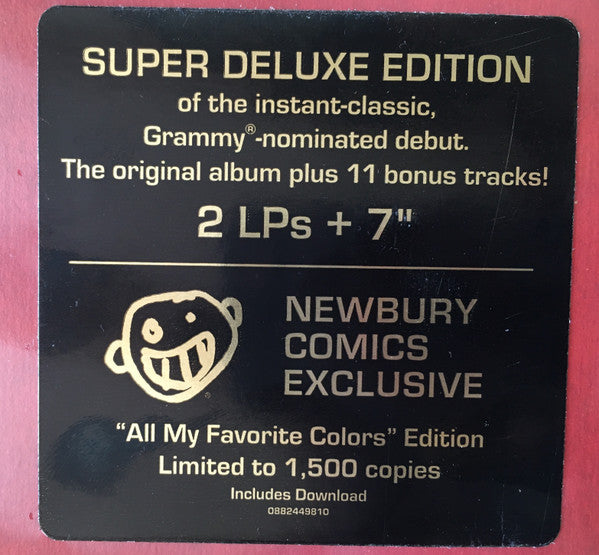 SUPER DELUXE EDITION
of the instant-classic,
Grammy®-nominated debut.
The original album plus 11 bonus tracks!
2 LPs + 7"
NEWBURY
COMICS
EXCLUSIVE
“All My Favorite Colors” Edition
Limited to 1,500 copies
Includes Download
0882449810